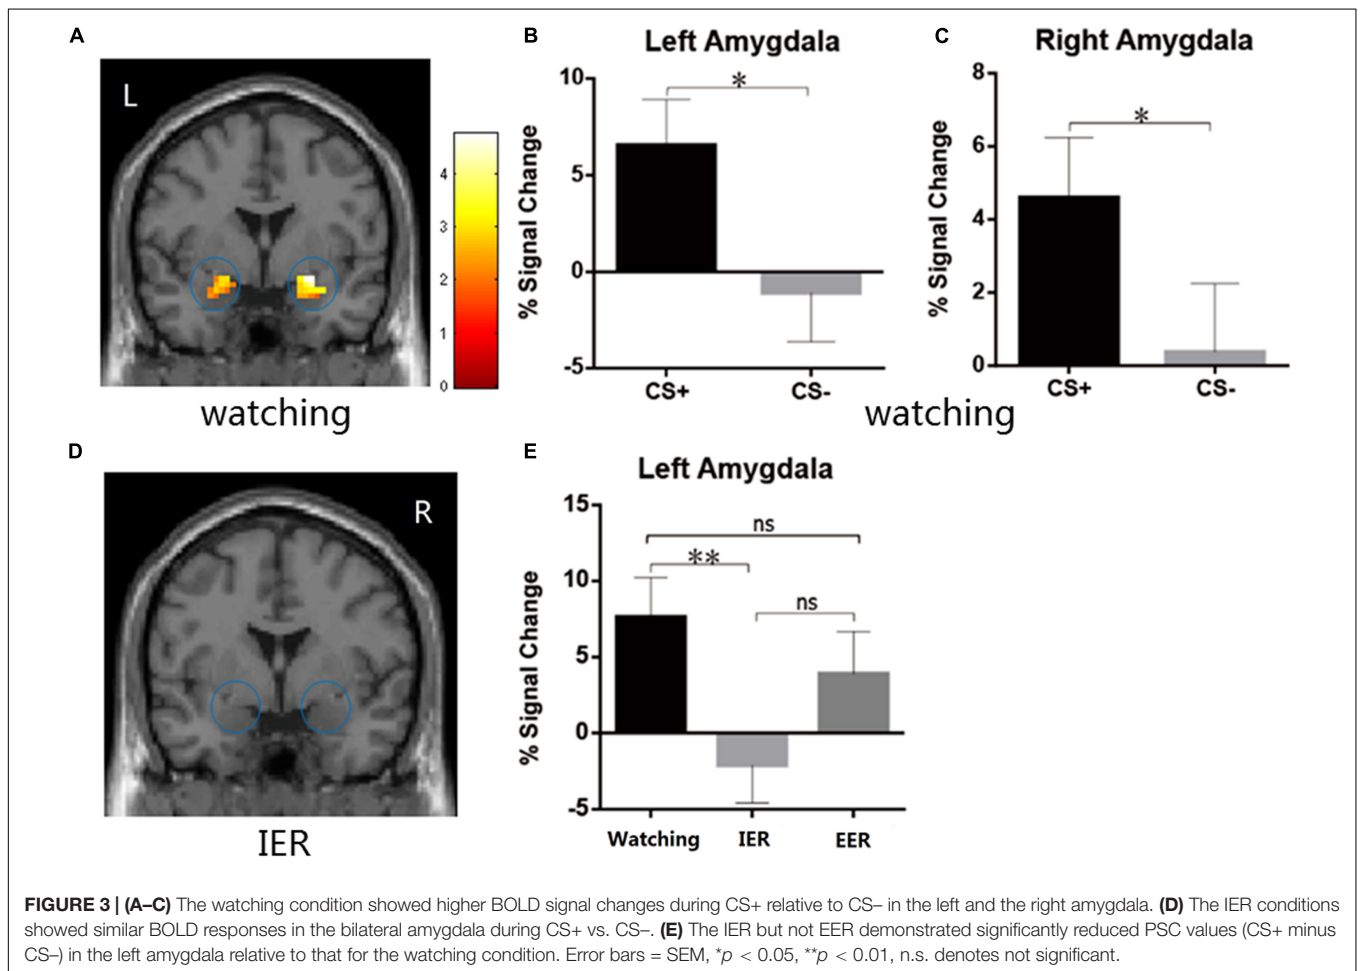 A
L
4
3
2
1
0
watching
B
Left Amygdala
% Signal Change
10
5
0
-5
*
CS+
CS-
C
Right Amygdala
% Signal Change
8
6
4
2
0
*
CS+
CS-
watching
D
R
IER
E
Left Amygdala
% Signal Change
15
10
5
0
-5
ns
**
ns
Watching
IER
EER
FIGURE 3 | (A–C) The watching condition showed higher BOLD signal changes during CS+ relative to CS− in the left and the right amygdala. (D) The IER conditions
showed similar BOLD responses in the bilateral amygdala during CS+ vs. CS−. (E) The IER but not EER demonstrated significantly reduced PSC values (CS+ minus
CS−) in the left amygdala relative to that for the watching condition. Error bars = SEM, *p < 0.05, **p < 0.01, n.s. denotes not significant.